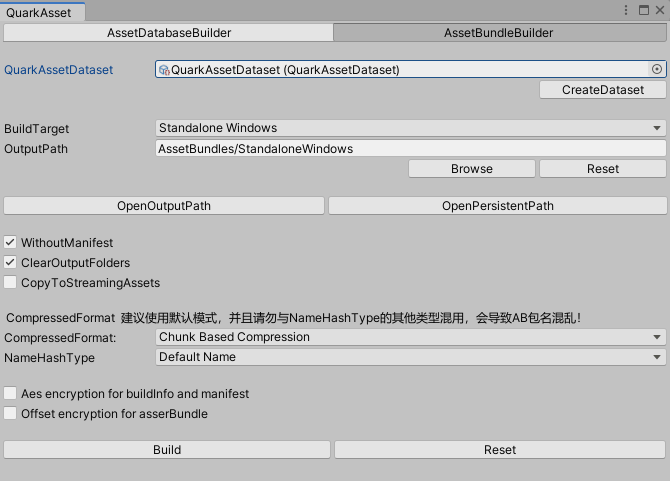 QuarkAsset
AssetDatabaseBuilder AssetBundleBuilder
QuarkAssetDataset QuarkAssetDataset (QuarkAssetDataset)
CreateDataset
BuildTarget Standalone Windows
OutputPath AssetBundles/StandaloneWindows
Browse Reset
OpenOutputPath OpenPersistentPath
WithoutManifest
ClearOutputFolders
CopyToStreamingAssets
CompressedFormat 建议使用默认模式，并且请勿与NameHashType的其他类型混用，会导致AB包名混乱！
CompressedFormat: Chunk Based Compression
NameHashType Default Name
Aes encryption for buildInfo and manifest
Offset encryption for asserBundle
Build Reset